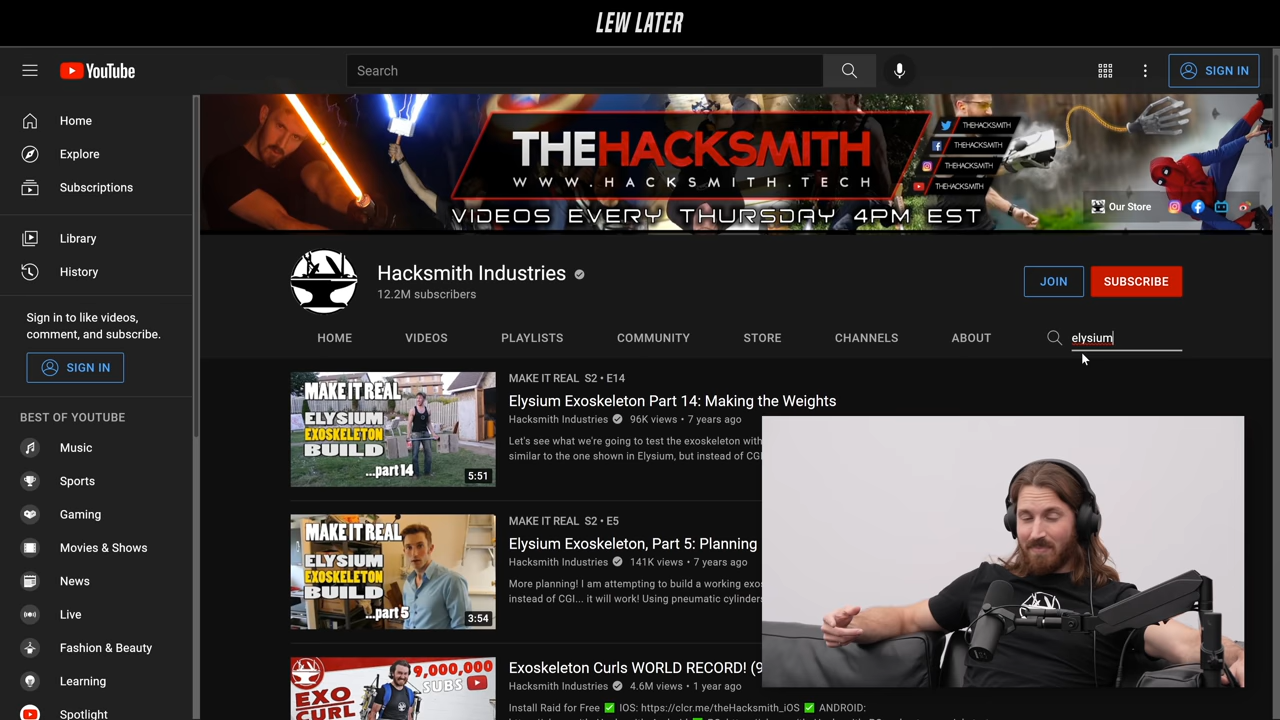 LEW LATER
YouTube
Search
SIGN IN
Home
Explore
Subscriptions
Library
History
Sign in to like videos,
comment, and subscribe.
SIGN IN
BEST OF YOUTUBE
Music
Sports
Gaming
Movies & Shows
News
Live
Fashion & Beauty
Learning
Spotlight
THEHACKSMITH
WWW.HACKSMITH.TECH
VIDEOS EVERY THURSDAY 4PM EST
THEHACKSMITH
THEHACKSMITH
THEHACKSMITH
THEHACKSMITH
Our Store
Hacksmith Industries
12.2M subscribers
JOIN
SUBSCRIBE
HOME
VIDEOS
PLAYLISTS
COMMUNITY
STORE
CHANNELS
ABOUT
elysium
MAKE IT REAL
ELYSIUM
EXOSKELETON
BUILD
...part 14
5:51
MAKE IT REAL S2 • E14
Elysium Exoskeleton Part 14: Making the Weights
Hacksmith Industries 96K views • 7 years ago
Let's see what we're going to test the exoskeleton with
similar to the one shown in Elysium, but instead of CGI
MAKE IT REAL
ELYSIUM
EXOSKELETON
BUILD
...part 5
3:54
MAKE IT REAL S2 • E5
Elysium Exoskeleton, Part 5: Planning
Hacksmith Industries 141K views • 7 years ago
More planning! I am attempting to build a working
instead of CGI... it will work! Using pneumatic
9,000,000
SUBS
EXO
CURL
Exoskeleton Curls WORLD RECORD! (9
Hacksmith Industries 4.6M views • 1 year ago
Install Raid for Free ✅ IOS: https://clcr.me/theHacksmith_iOS ✅ ANDROID: